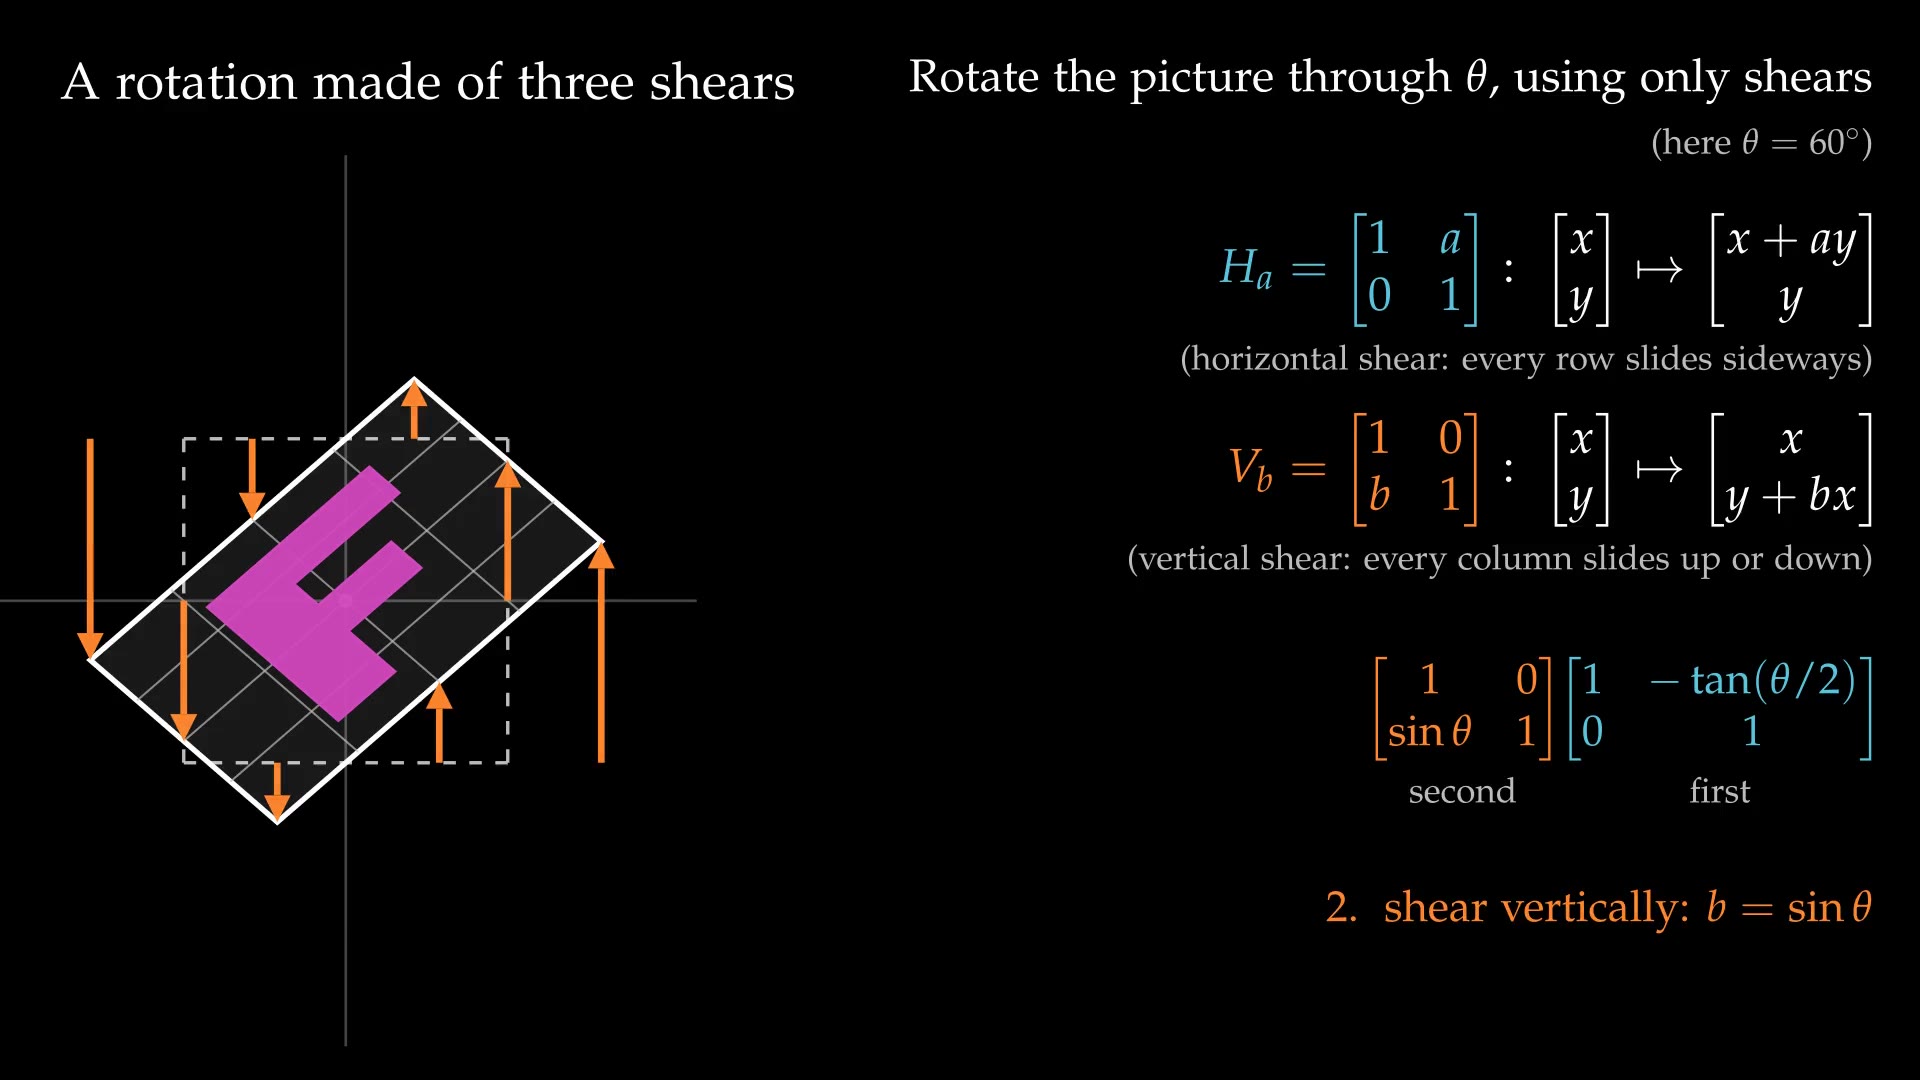 A rotation made of three shears
Rotate the picture through θ, using only shears
(here θ = 60°)
H_a = [1 a; 0 1] : [x; y] ↦ [x + ay; y]
(horizontal shear: every row slides sideways)
V_b = [1 0; b 1] : [x; y] ↦ [x; y + bx]
(vertical shear: every column slides up or down)
[1 0; sin θ 1] [1 − tan(θ/2); 0 1]
second first
2. shear vertically: b = sin θ